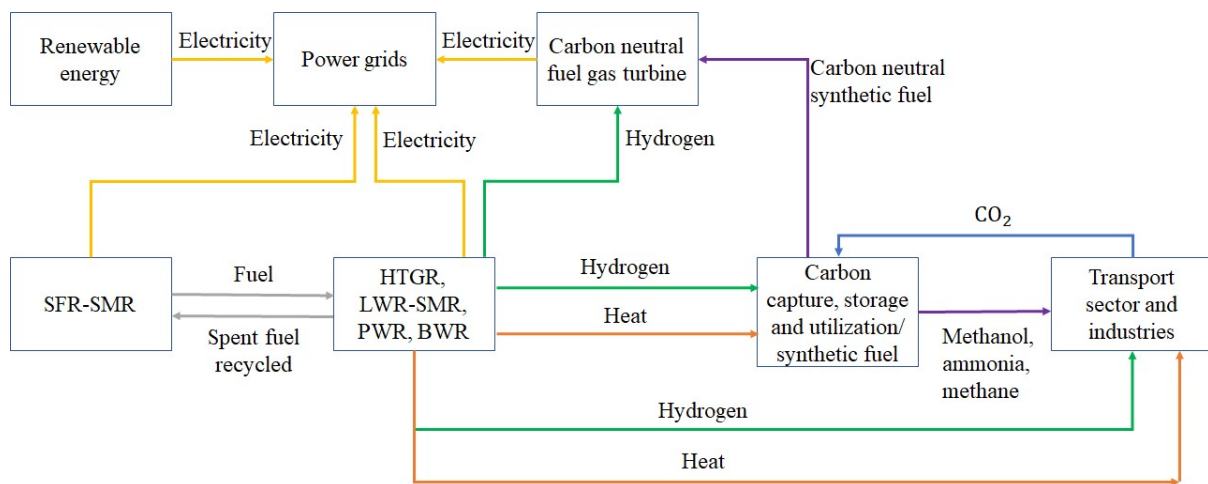 Renewable
energy
Electricity
Power grids
Electricity
Carbon neutral
fuel gas turbine
Carbon neutral
synthetic fuel
Electricity
Electricity
Hydrogen
CO₂
SFR-SMR
Fuel
Spent fuel
recycled
HTGR,
LWR-SMR,
PWR, BWR
Hydrogen
Heat
Carbon
capture, storage
and utilization/
synthetic fuel
Methanol,
ammonia,
methane
Transport
sector and
industries
Hydrogen
Heat